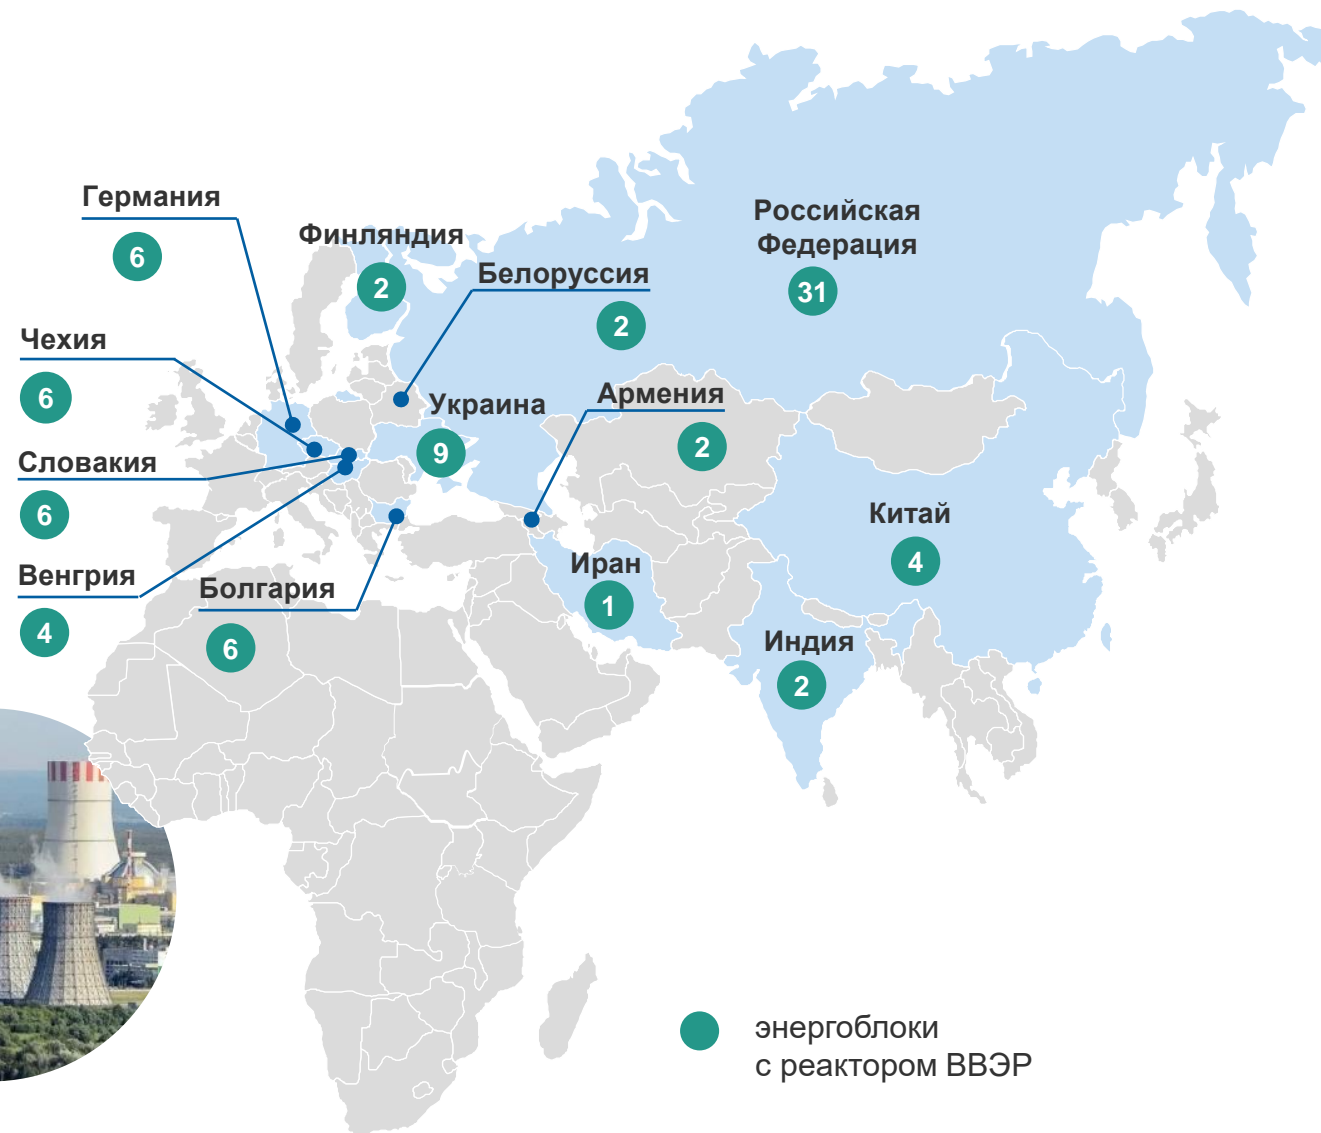 Германия
6
Финляндия
2
Белоруссия
2
Российская
Федерация
31
Чехия
6
Украина
9
Армения
2
Словакия
6
Китай
4
Венгрия
4
Болгария
6
Иран
1
Индия
2
энергоблоки
с реактором ВВЭР